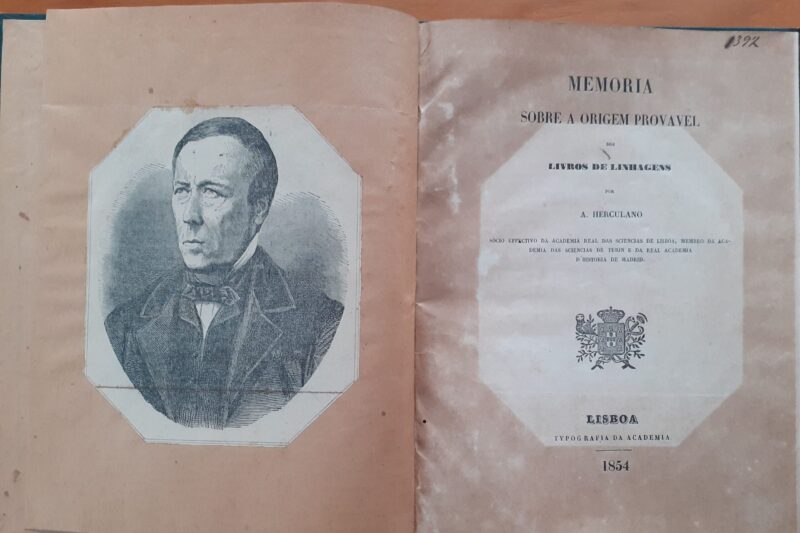 1392
MEMORIA
SOBRE A ORIGEM PROVAVEL
DOS
LIVROS DE LINHAGENS
POR
A. HERCULANO
SOCIO EFFECTIVO DA ACADEMIA REAL DAS SCIENCIAS DE LISBOA, MEMBRO DA ACA-
DEMIA DAS SCIENCIAS DE TURIN E DA REAL ACADEMIA
D'HISTORIA DE MADRID.
LISBOA
TYPOGRAFIA DA ACADEMIA
1854